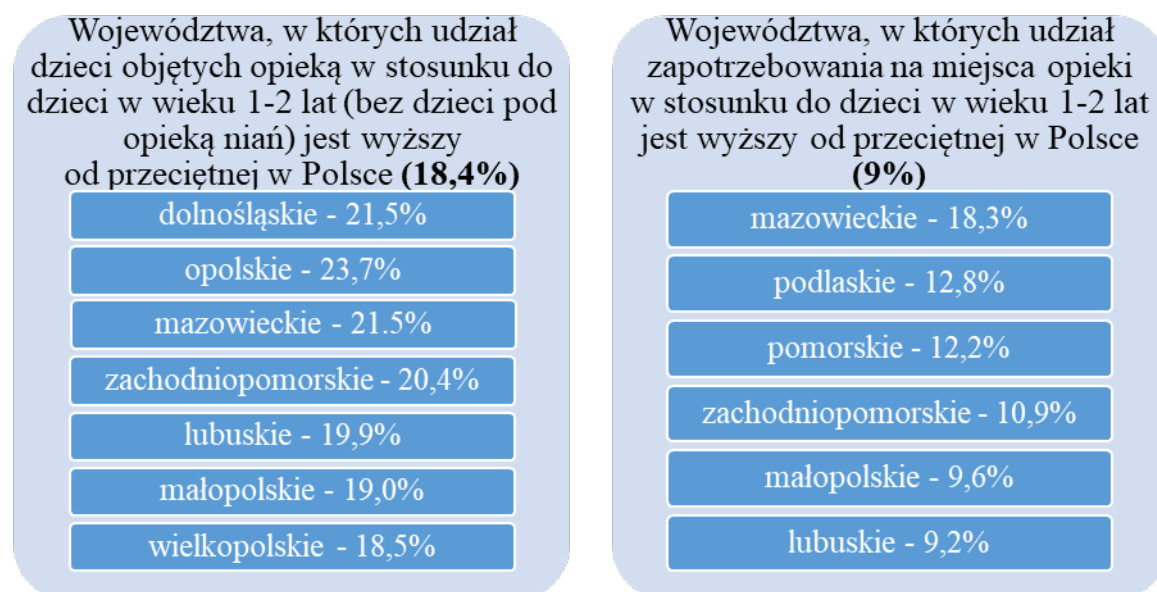 Województwa, w których udział
dzieci objętych opieką w stosunku do
dzieci w wieku 1-2 lat (bez dzieci pod
opieką niań) jest wyższy
od przeciętnej w Polsce (18,4%)
dolnośląskie - 21,5%
opolskie - 23,7%
mazowieckie - 21.5%
zachodniopomorskie - 20,4%
lubuskie - 19,9%
małopolskie - 19,0%
wielkopolskie - 18,5%
Województwa, w których udział
zapotrzebowania na miejsca opieki
w stosunku do dzieci w wieku 1-2 lat
jest wyższy od przeciętnej w Polsce
(9%)
mazowieckie - 18,3%
podlaskie - 12,8%
pomorskie - 12,2%
zachodniopomorskie - 10,9%
małopolskie - 9,6%
lubuskie - 9,2%